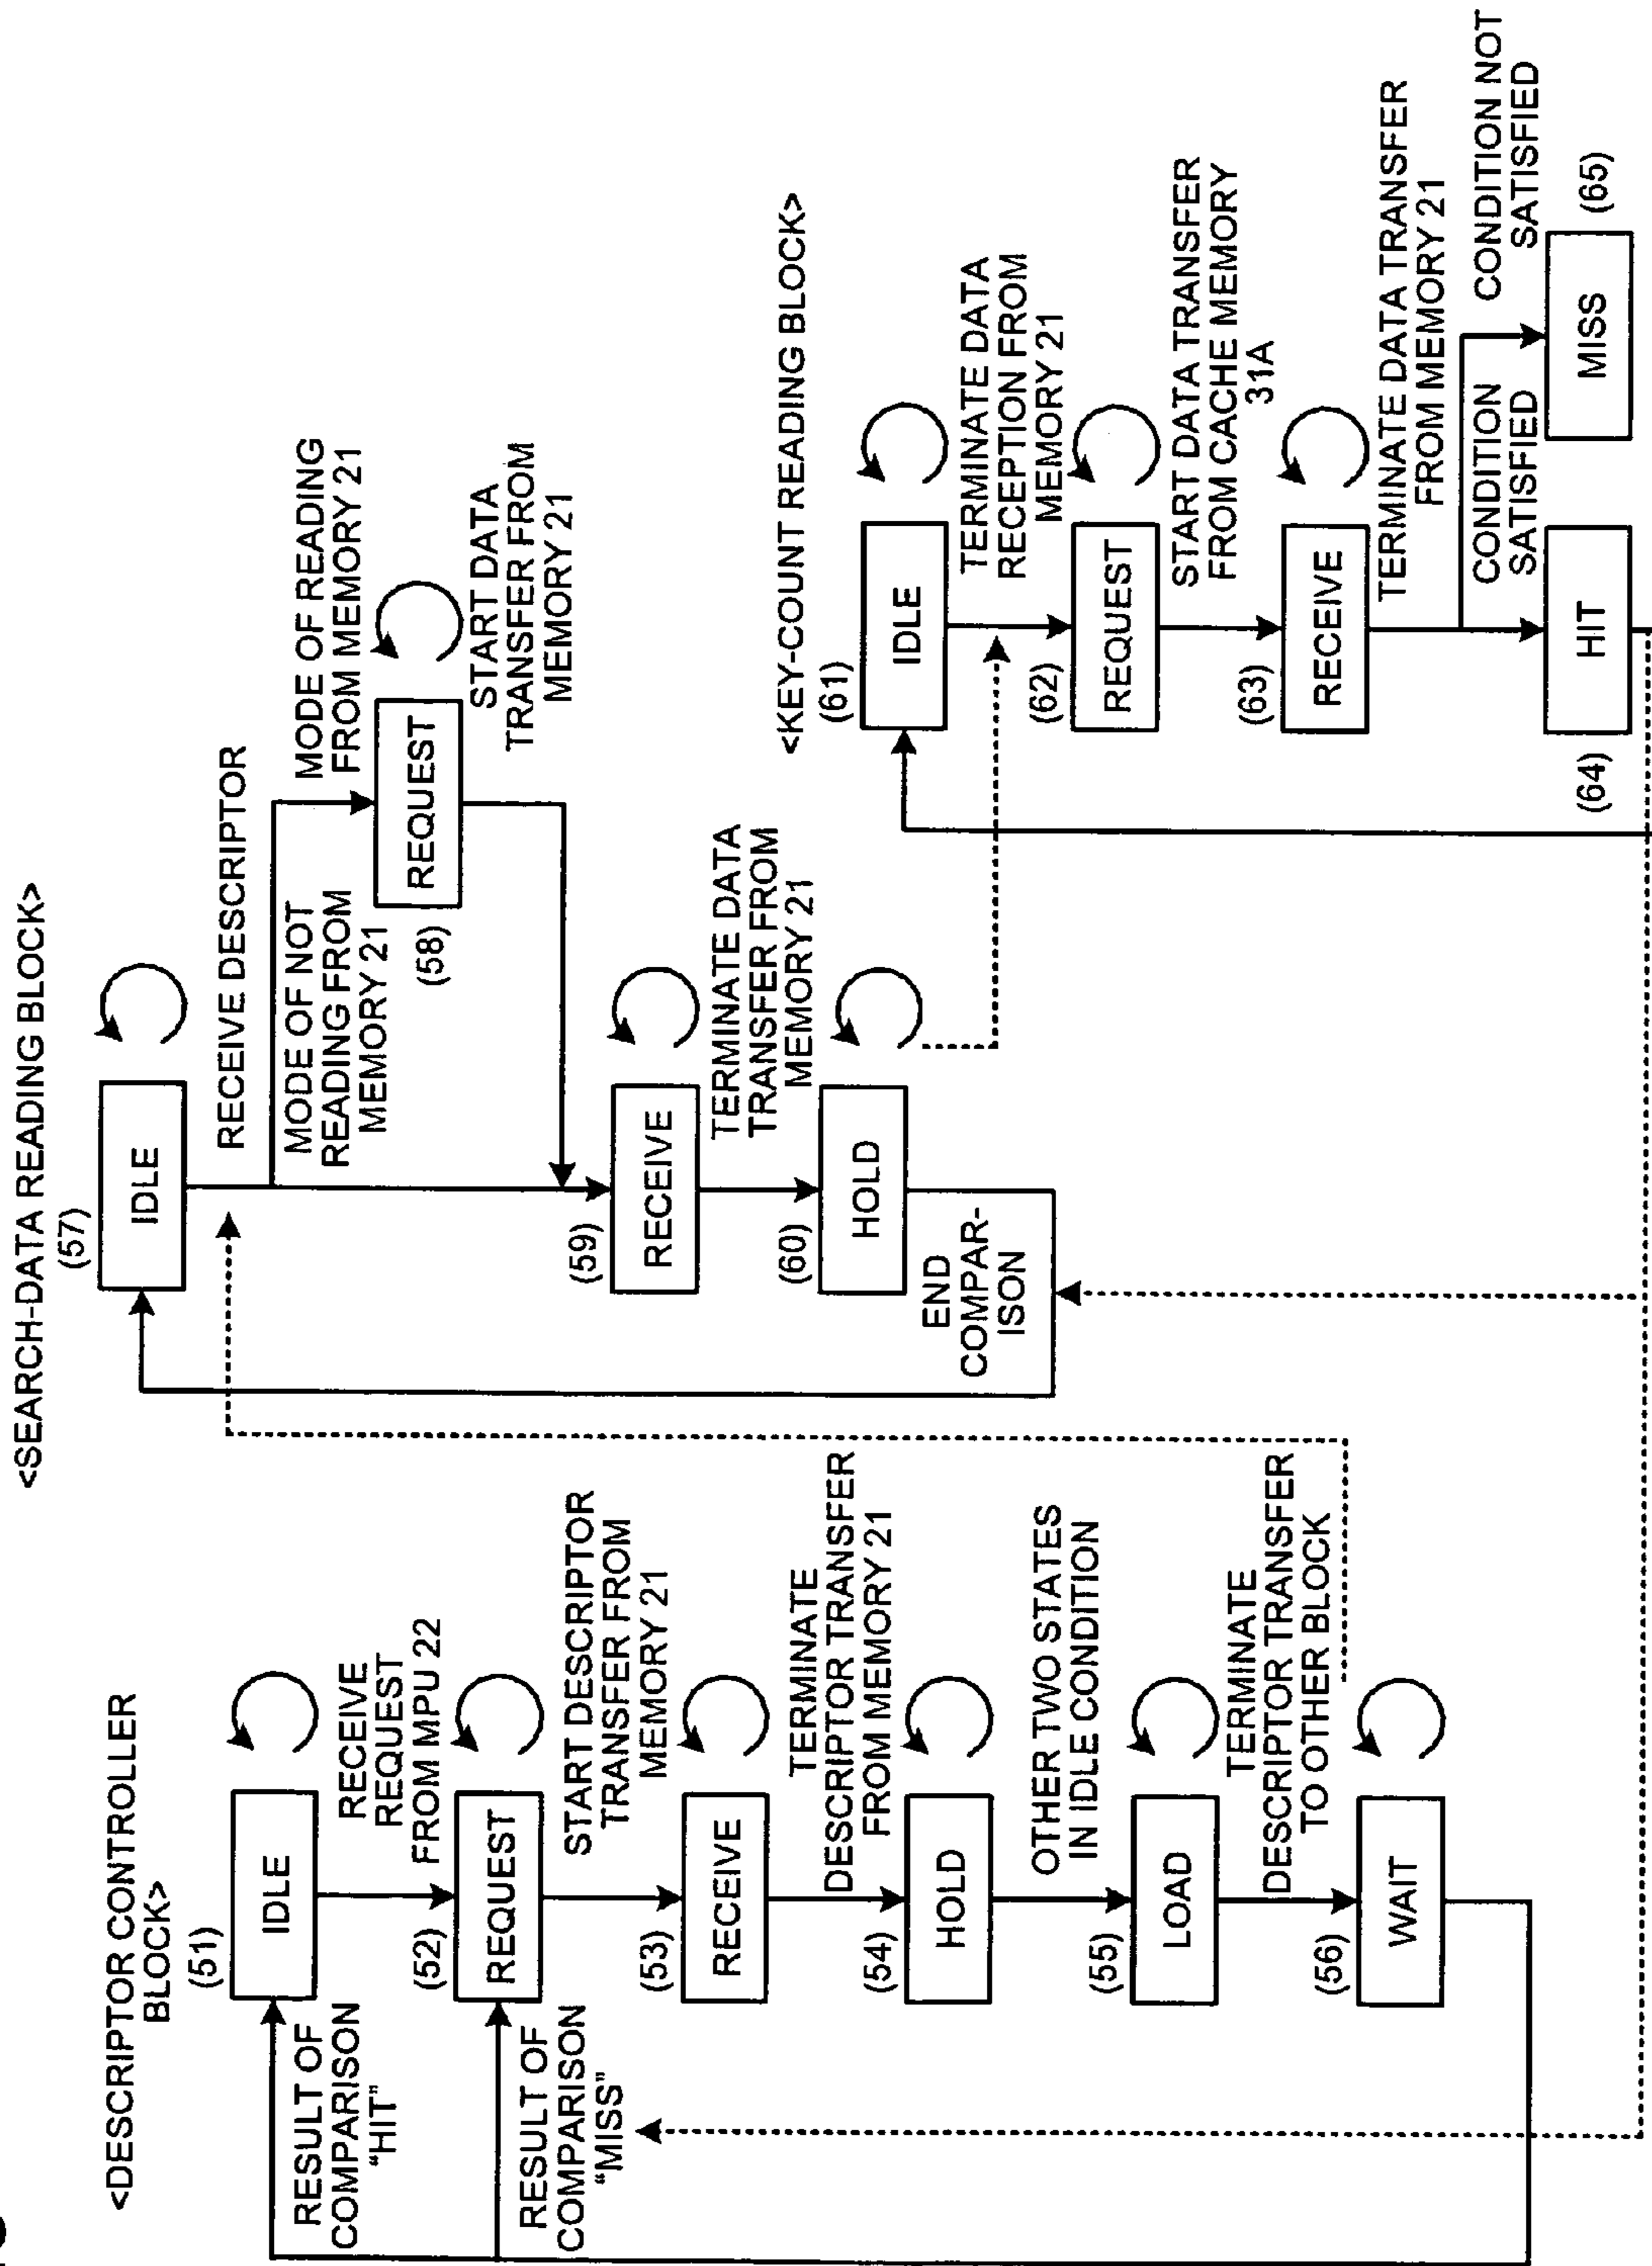 <DESCRIPTOR CONTROLLER
BLOCK>
(51)
IDLE
RESULT OF
COMPARISON
"HIT"
RECEIVE
REQUEST
FROM MPU 22
(52)
REQUEST
RESULT OF
COMPARISON
"MISS"
START DESCRIPTOR
TRANSFER FROM
MEMORY 21
(53)
RECEIVE
TERMINATE
DESCRIPTOR TRANSFER
FROM MEMORY 21
(54)
HOLD
OTHER TWO STATES
IN IDLE CONDITION
(55)
LOAD
TERMINATE
DESCRIPTOR TRANSFER
TO OTHER BLOCK
(56)
WAIT
<SEARCH-DATA READING BLOCK>
(57)
IDLE
RECEIVE DESCRIPTOR
MODE OF NOT
READING FROM
MEMORY 21
MODE OF READING
FROM MEMORY 21
(58)
REQUEST
START DATA
TRANSFER FROM
MEMORY 21
(59)
RECEIVE
TERMINATE DATA
TRANSFER FROM
MEMORY 21
(60)
HOLD
END
COMPAR-
ISON
<KEY-COUNT READING BLOCK>
(61)
IDLE
TERMINATE DATA
RECEPTION FROM
MEMORY 21
(62)
REQUEST
START DATA TRANSFER
FROM CACHE MEMORY
31A
(63)
RECEIVE
TERMINATE DATA TRANSFER
FROM MEMORY 21
CONDITION
SATISFIED
CONDITION NOT
SATISFIED
(64)
HIT
MISS
(65)